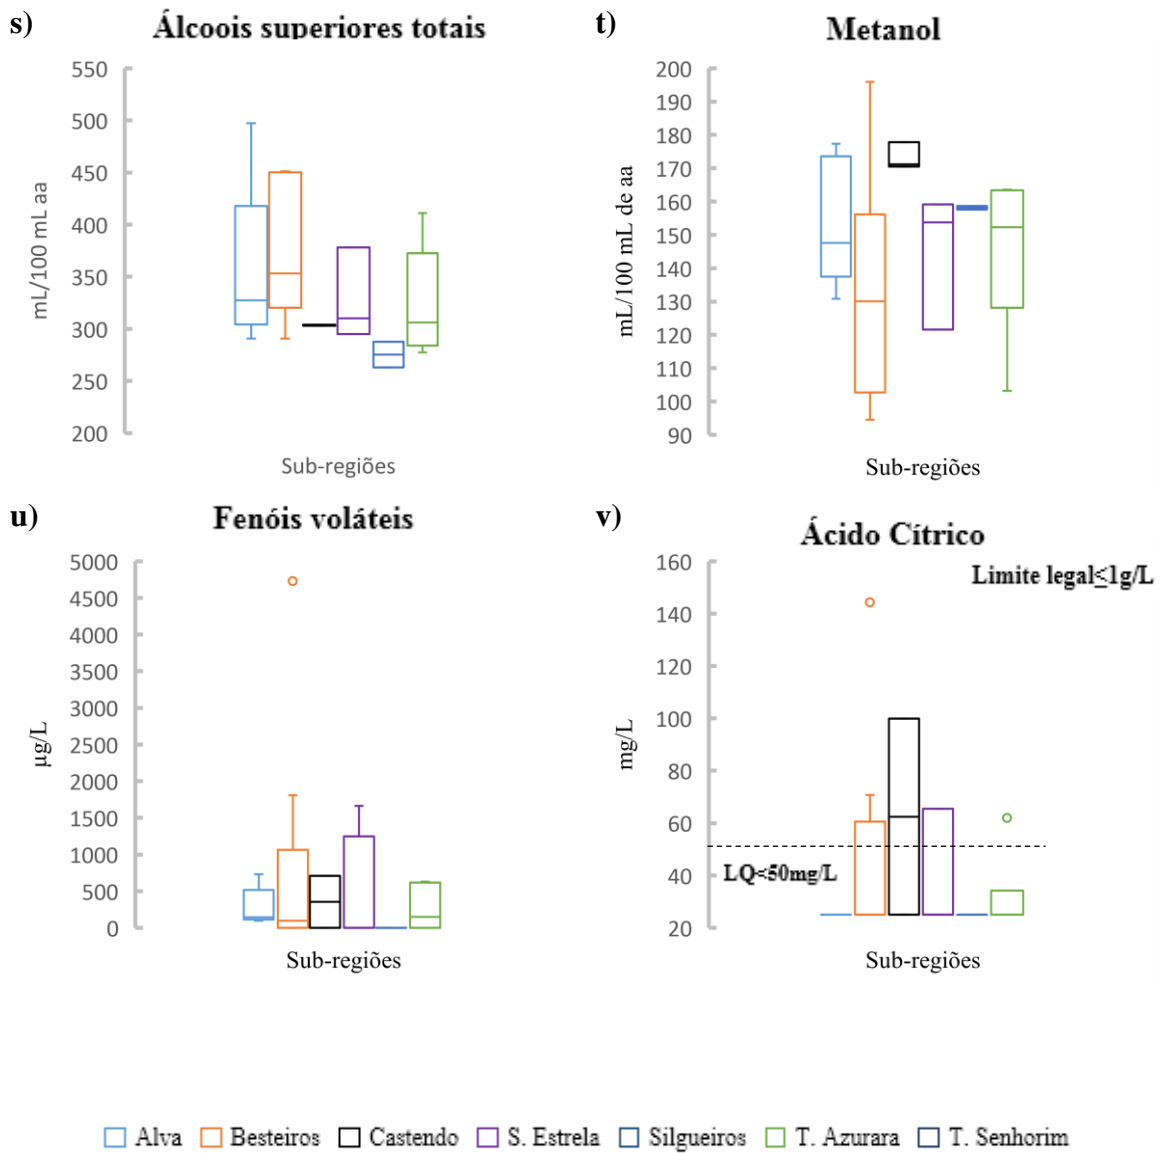 s) Álcoois superiores totais
550
500
450
400
350
300
250
200
mL/100 mL aa
Sub-regiões
t) Metanol
200
190
180
170
160
150
140
130
120
110
100
90
mL/100 mL de aa
Sub-regiões
u) Fenóis voláteis
5000
4500
4000
3500
3000
2500
2000
1500
1000
500
0
µg/L
Sub-regiões
v) Ácido Cítrico
160
140
120
100
80
60
40
20
mg/L
Limite legal≤1g/L
LQ<50mg/L
Sub-regiões
Alva Besteiros Castendo S. Estrela Silgueiros T. Azurara T. Senhorim